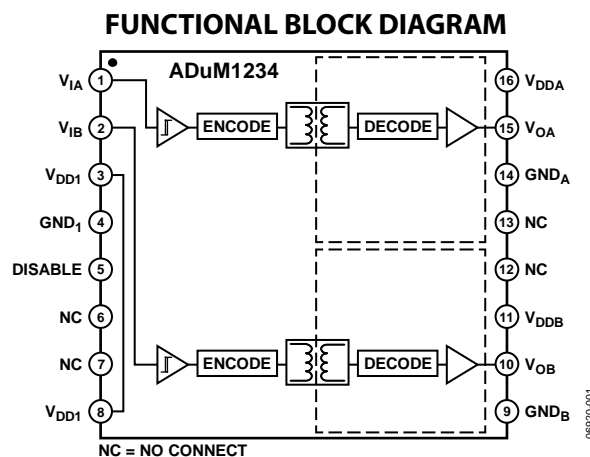 FUNCTIONAL BLOCK DIAGRAM
ADuM1234
VIA 1
VIB 2
VDD1 3
GND1 4
DISABLE 5
NC 6
NC 7
VDD1 8
ENCODE DECODE
ENCODE DECODE
16 VDDA
15 VOA
14 GNDA
13 NC
12 NC
11 VDDB
10 VOB
9 GNDB
NC = NO CONNECT
06920-001